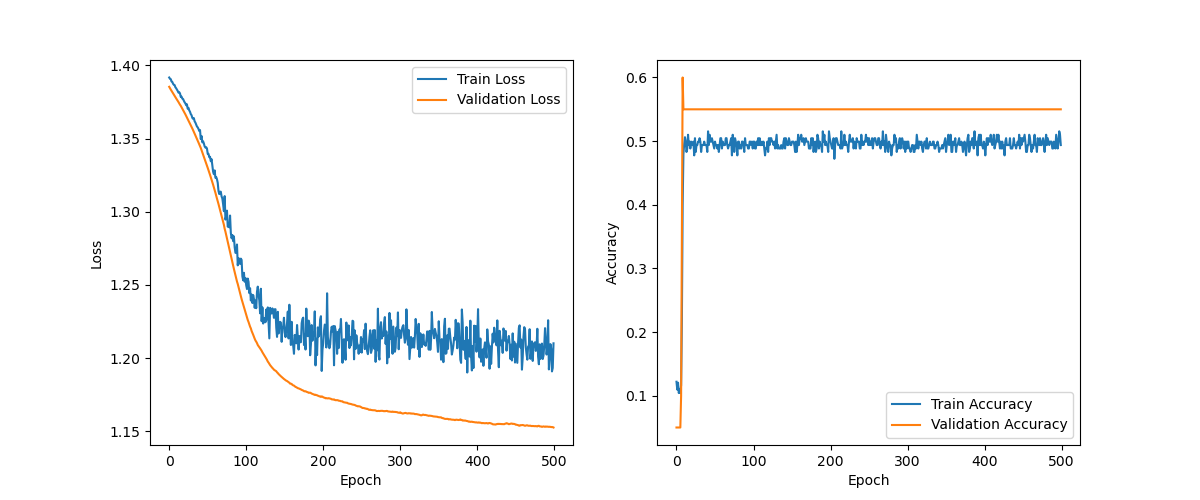 1.40
1.35
1.30
1.25
1.20
1.15
Loss
0 100 200 300 400 500
Epoch
Train Loss
Validation Loss
0.6
0.5
0.4
0.3
0.2
0.1
Accuracy
0 100 200 300 400 500
Epoch
Train Accuracy
Validation Accuracy